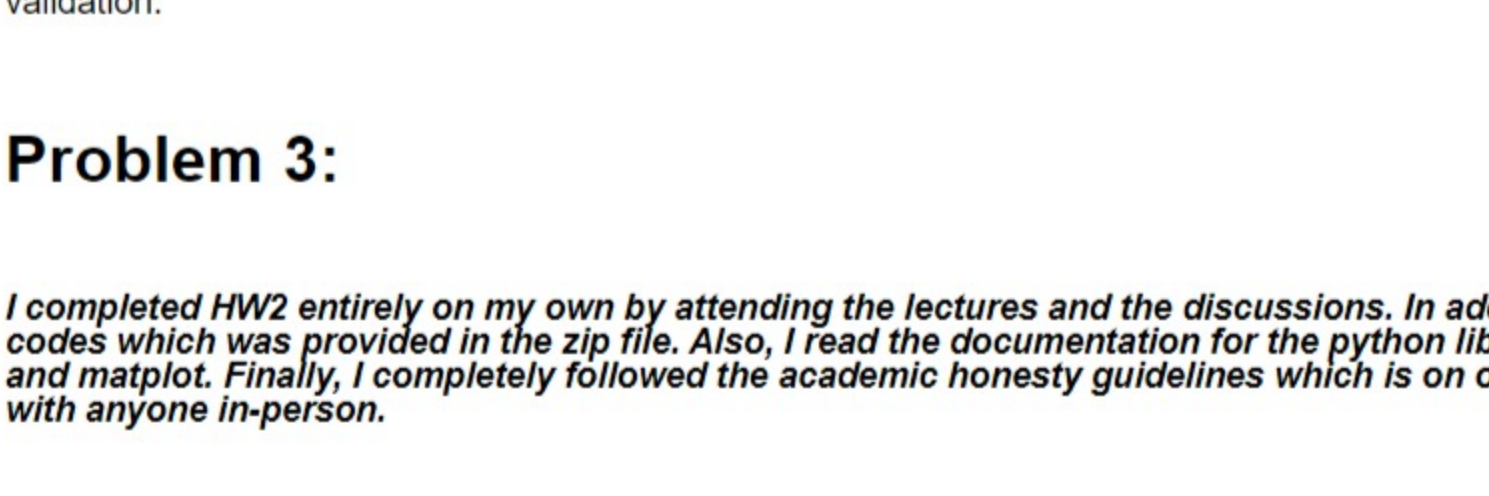 validation.
Problem 3:
I completed HW2 entirely on my own by attending the lectures and the discussions. In
codes which was provided in the zip file. Also, I read the documentation for the python
and matplot. Finally, I completely followed the academic honesty guidelines which is on
with anyone in-person.